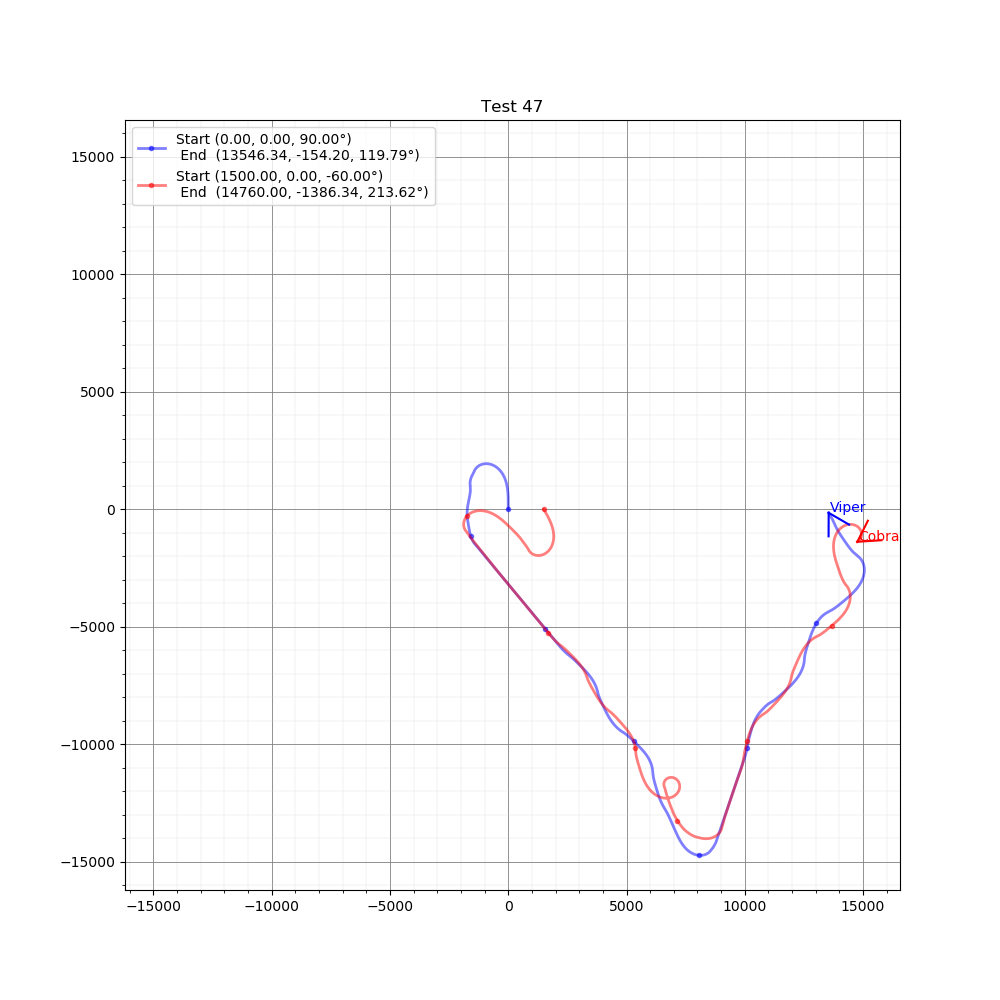 Test 47
Start (0.00, 0.00, 90.00°)
End  (13546.34, -154.20, 119.79°)
Start (1500.00, 0.00, -60.00°)
End  (14760.00, -1386.34, 213.62°)
15000
10000
5000
0
−5000
−10000
−15000
Viper
Cobra
−15000 −10000 −5000 0 5000 10000 15000